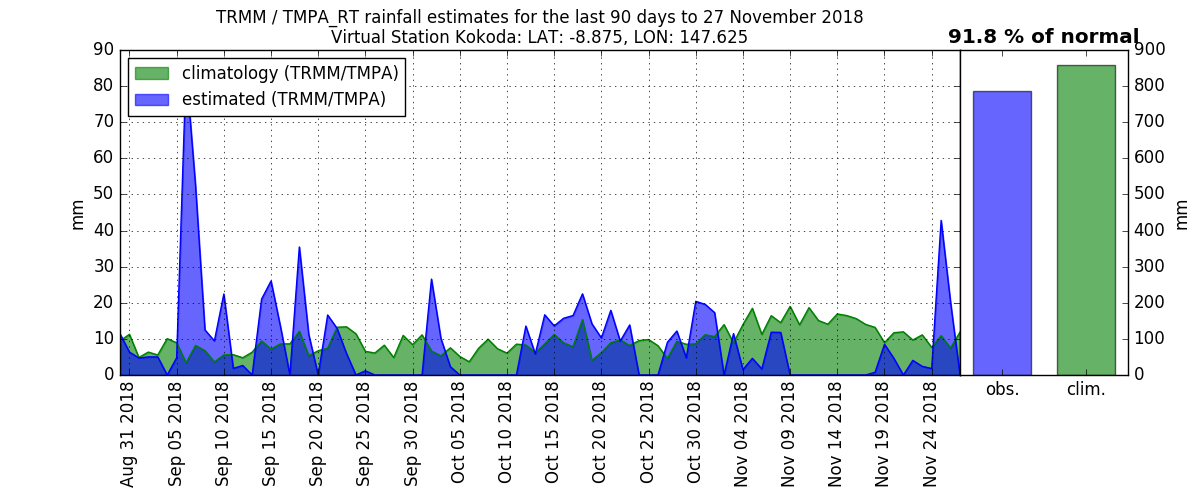 TRMM / TMPA_RT rainfall estimates for the last 90 days to 27 November 2018
Virtual Station Kokoda: LAT: -8.875, LON: 147.625
91.8 % of normal
climatology (TRMM/TMPA)
estimated (TRMM/TMPA)
mm
90
80
70
60
50
40
30
20
10
0
Aug 31 2018
Sep 05 2018
Sep 10 2018
Sep 15 2018
Sep 20 2018
Sep 25 2018
Sep 30 2018
Oct 05 2018
Oct 10 2018
Oct 15 2018
Oct 20 2018
Oct 25 2018
Oct 30 2018
Nov 04 2018
Nov 09 2018
Nov 14 2018
Nov 19 2018
Nov 24 2018
obs.
clim.
900
800
700
600
500
400
300
200
100
0
mm